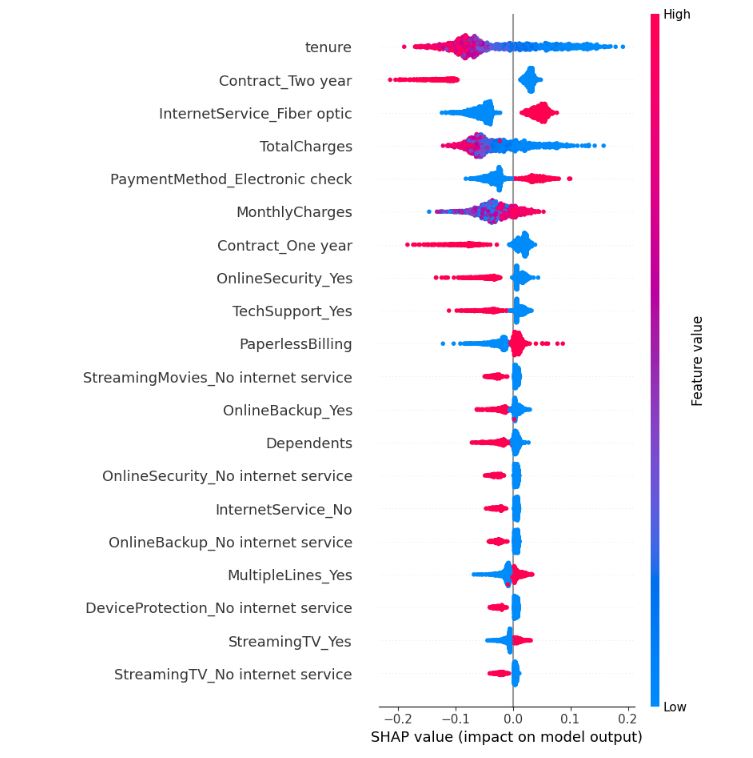 High
tenure
Contract_Two year
InternetService_Fiber optic
TotalCharges
PaymentMethod_Electronic check
MonthlyCharges
Contract_One year
OnlineSecurity_Yes
TechSupport_Yes
PaperlessBilling
StreamingMovies_No internet service
OnlineBackup_Yes
Dependents
OnlineSecurity_No internet service
InternetService_No
OnlineBackup_No internet service
MultipleLines_Yes
DeviceProtection_No internet service
StreamingTV_Yes
StreamingTV_No internet service
Feature value
Low
−0.2 −0.1 0.0 0.1 0.2
SHAP value (impact on model output)